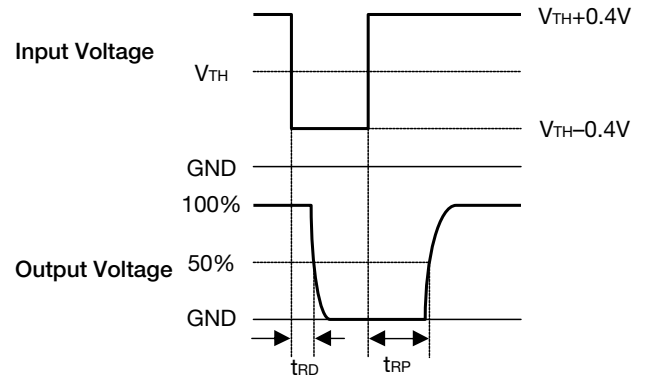 VTH+0.4V
Input Voltage
VTH
VTH–0.4V
GND
100%
Output Voltage
50%
GND
tRD
tRP